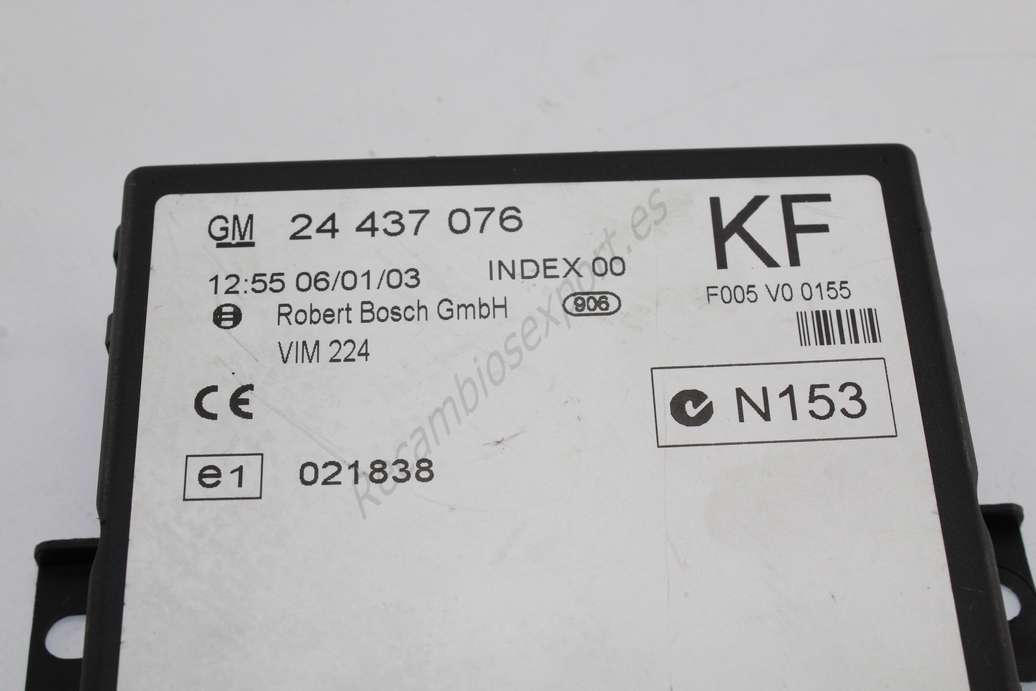 GM 24 437 076
KF
12:55 06/01/03 INDEX 00
F005 V0 0155
Robert Bosch GmbH 906
VIM 224
CE
N153
e1 021838
Recambiosexport.es